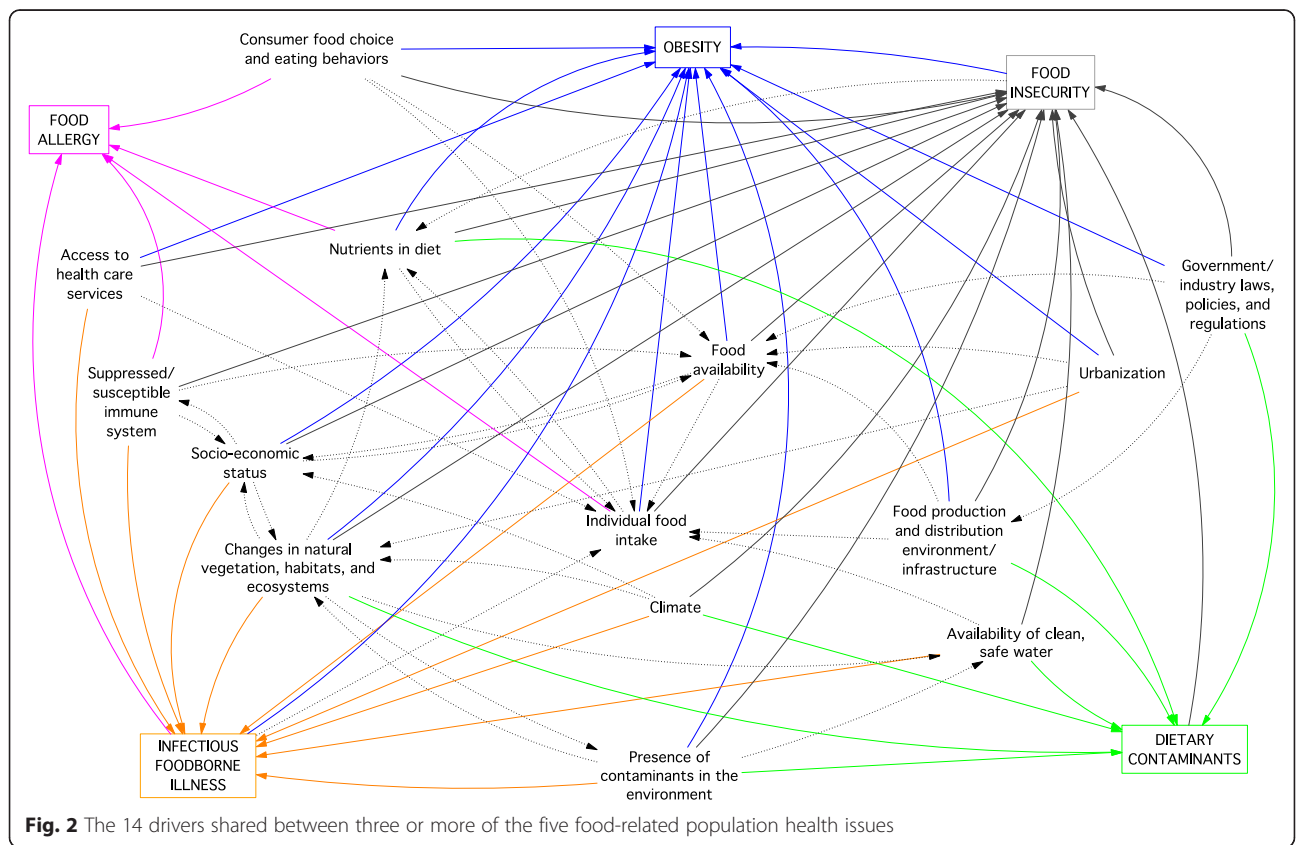 Consumer food choice
and eating behaviors
OBESITY
FOOD
INSECURITY
FOOD
ALLERGY
Access to
health care
services
Nutrients in diet
Government/
industry laws,
policies, and
regulations
Suppressed/
susceptible
immune
system
Food
availability
Urbanization
Socio-economic
status
Individual food
intake
Food production
and distribution
environment/
infrastructure
Changes in natural
vegetation, habitats, and
ecosystems
Climate
Availability of clean,
safe water
INFECTIOUS
FOODBORNE
ILLNESS
Presence of
contaminants in the
environment
DIETARY
CONTAMINANTS
Fig. 2 The 14 drivers shared between three or more of the five food-related population health issues